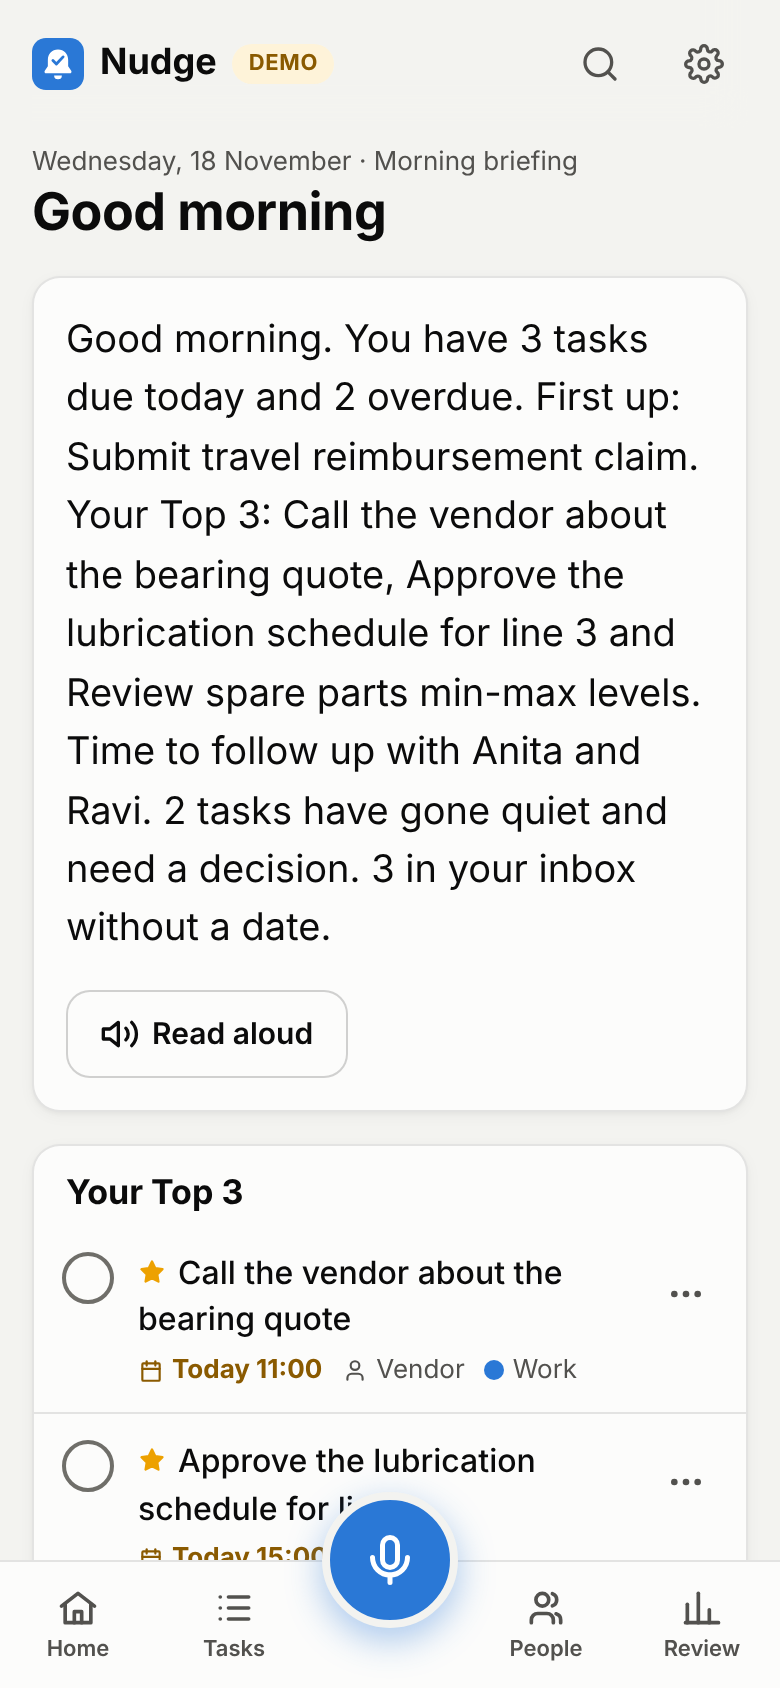 Nudge DEMO
Wednesday, 18 November · Morning briefing
Good morning
Good morning. You have 3 tasks
due today and 2 overdue. First up:
Submit travel reimbursement claim.
Your Top 3: Call the vendor about
the bearing quote, Approve the
lubrication schedule for line 3 and
Review spare parts min-max levels.
Time to follow up with Anita and
Ravi. 2 tasks have gone quiet and
need a decision. 3 in your inbox
without a date.
Read aloud
Your Top 3
Call the vendor about the
bearing quote
Today 11:00 Vendor Work
Approve the lubrication
schedule for
Today 15:00
Home Tasks People Review